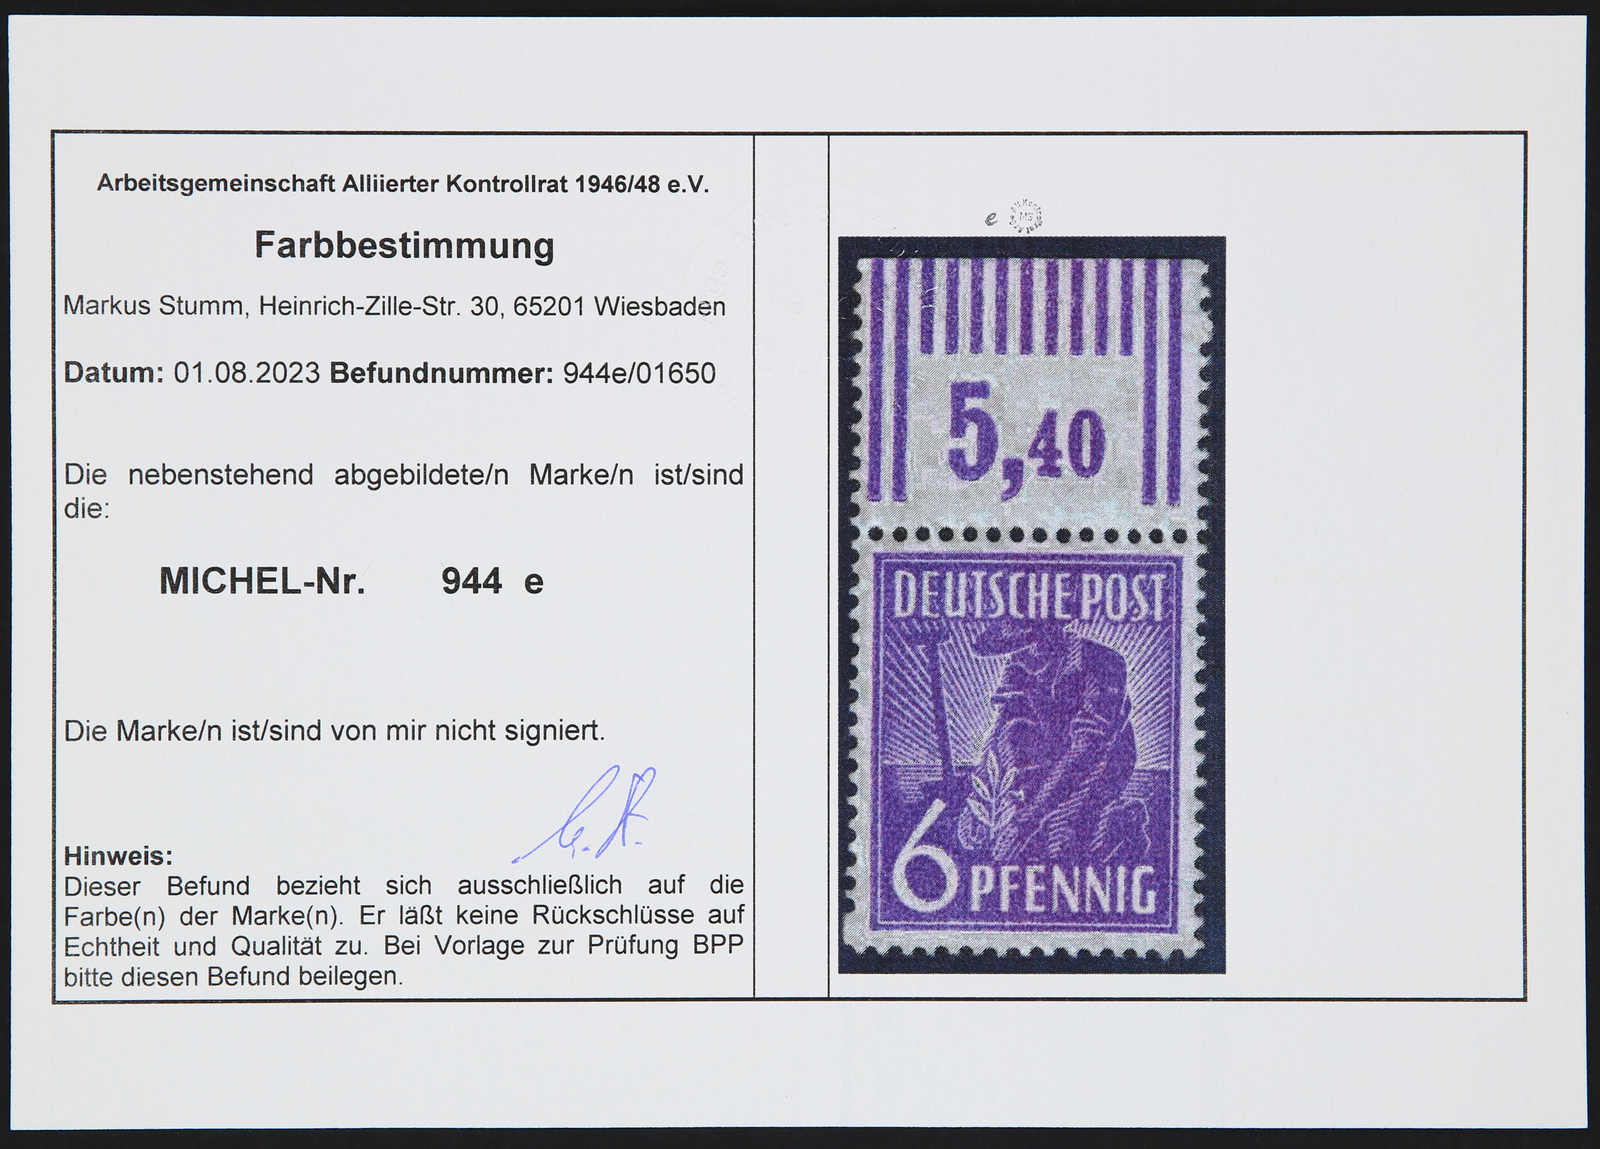 Arbeitsgemeinschaft Alliierter Kontrollrat 1946/48 e.V.
Farbbestimmung
Markus Stumm, Heinrich-Zille-Str. 30, 65201 Wiesbaden
Datum: 01.08.2023 Befundnummer: 944e/01650
Die nebenstehend abgebildete/n Marke/n ist/sind
die:
MICHEL-Nr. 944 e
Die Marke/n ist/sind von mir nicht signiert.
Hinweis:
Dieser Befund bezieht sich ausschließlich auf die
Farbe(n) der Marke(n). Er läßt keine Rückschlüsse auf
Echtheit und Qualität zu. Bei Vorlage zur Prüfung BPP
bitte diesen Befund beilegen.
e
MS
5,40
DEUTSCHE POST
6 PFENNIG